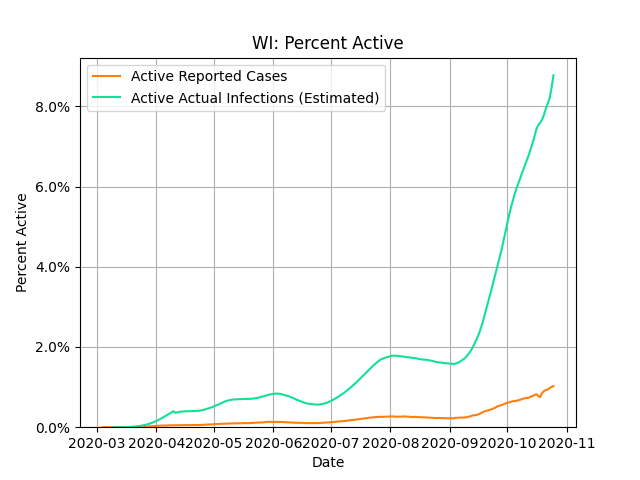 WI: Percent Active
Active Reported Cases
Active Actual Infections (Estimated)
8.0%
6.0%
4.0%
2.0%
0.0%
Percent Active
2020-03 2020-04 2020-05 2020-06 2020-07 2020-08 2020-09 2020-10 2020-11
Date